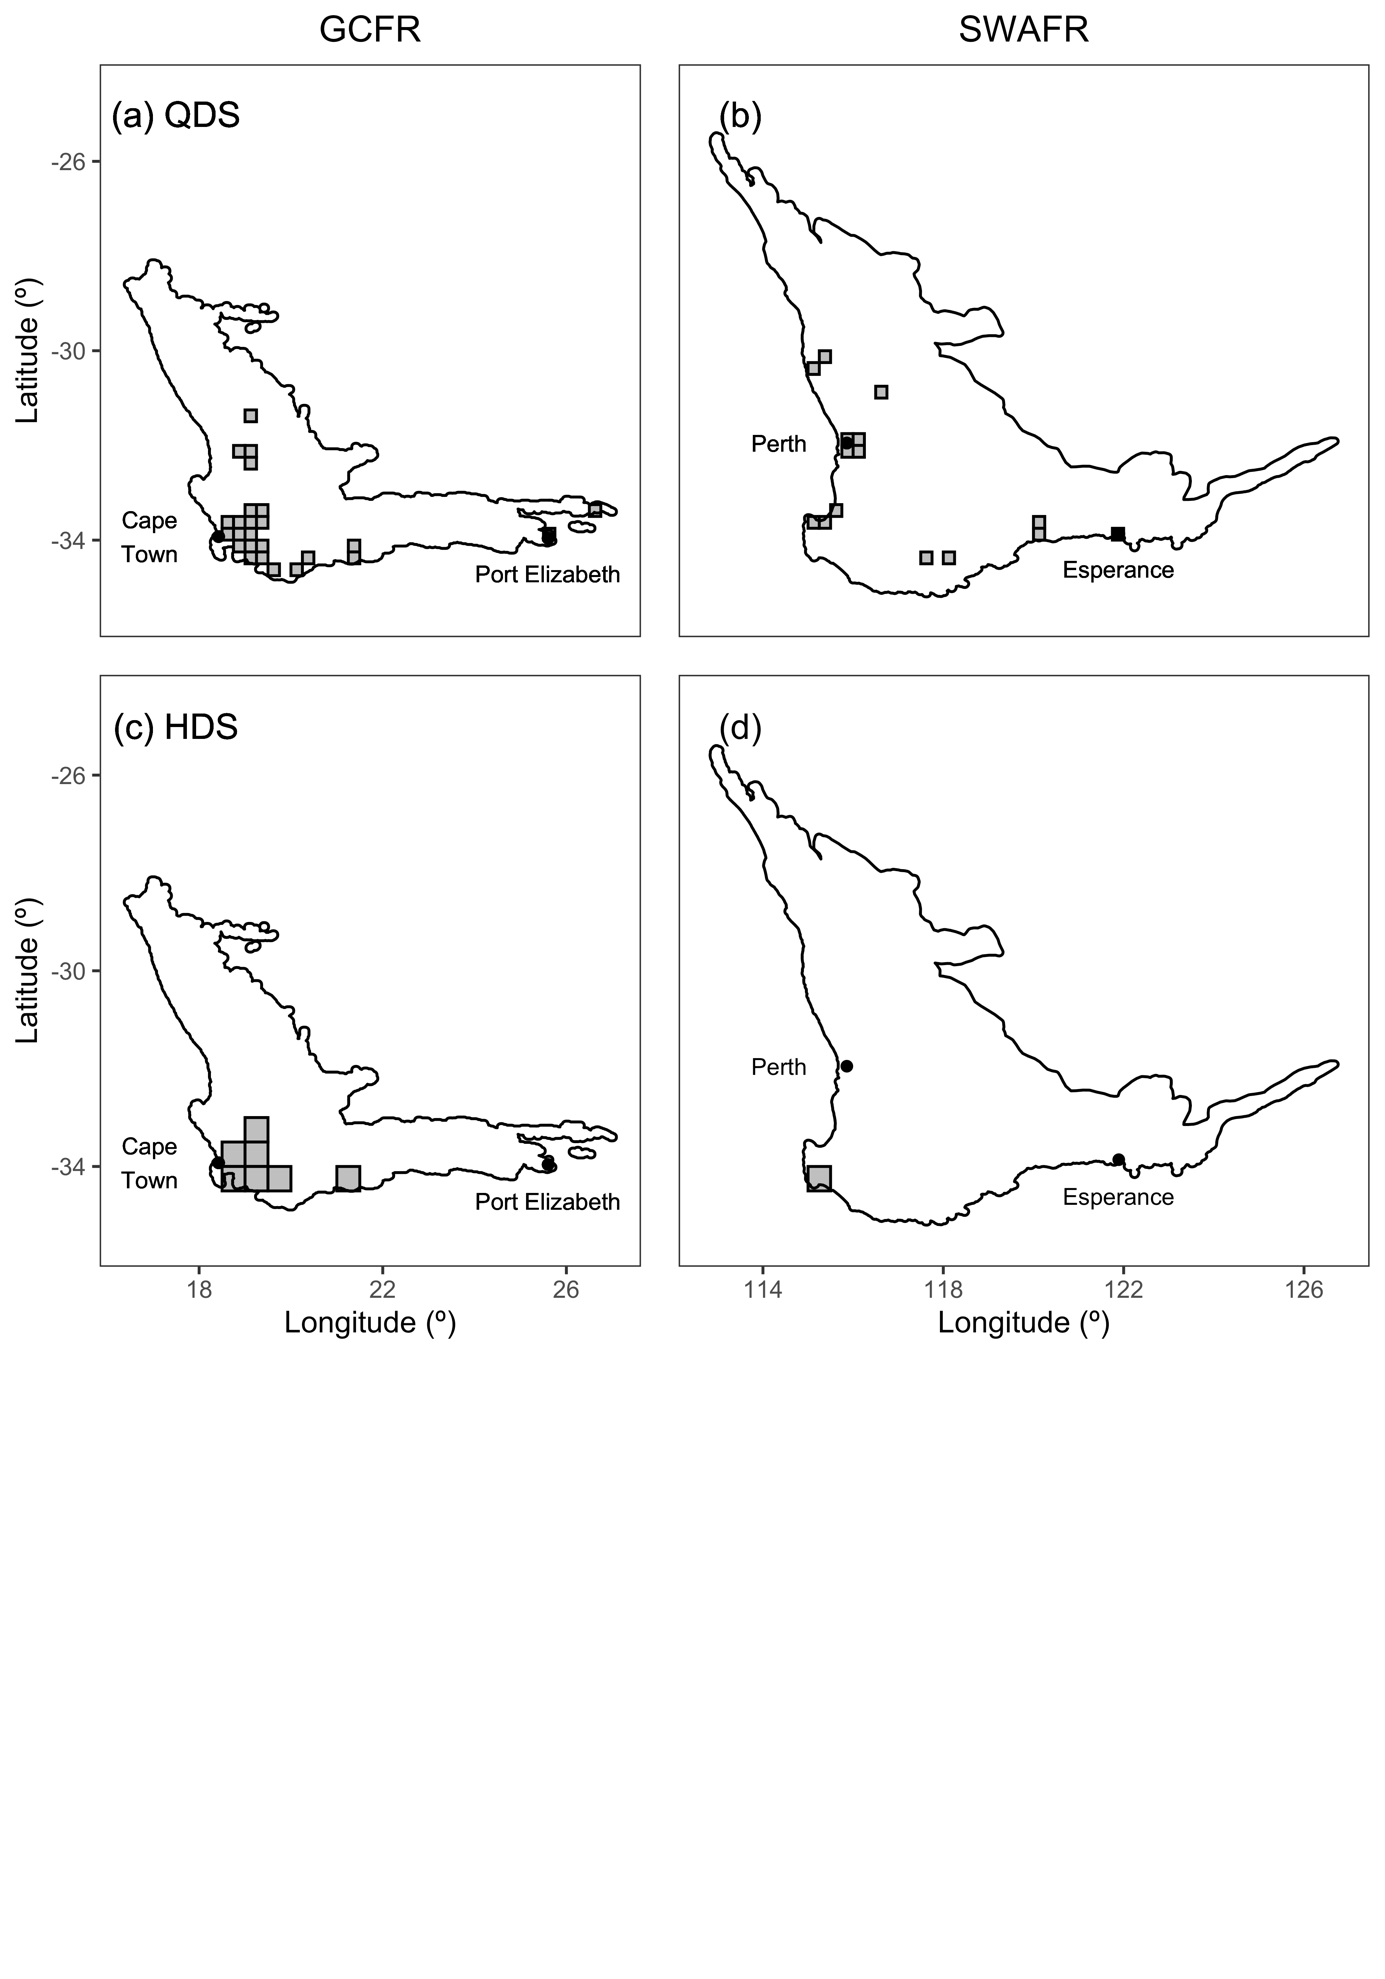 GCFR
SWAFR
(a) QDS
(b)
-26
-30
-34
Latitude (º)
Cape
Town
Port Elizabeth
Perth
Esperance
(c) HDS
(d)
-26
-30
-34
Latitude (º)
Cape
Town
Port Elizabeth
Perth
Esperance
18
22
26
114
118
122
126
Longitude (º)
Longitude (º)